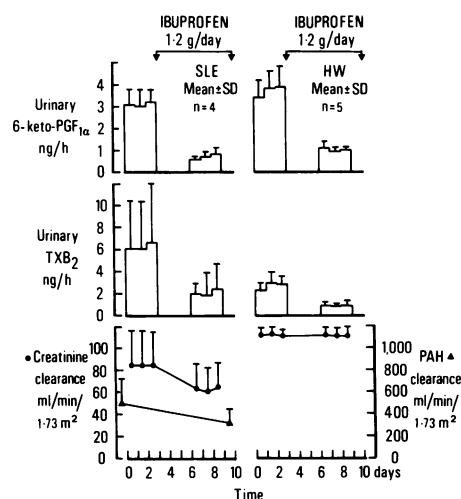 IBUPROFEN
1·2 g/day
IBUPROFEN
1·2 g/day
Urinary
6-keto-PGF1α
ng/h
6
5
4
3
2
1
0
SLE
Mean±SD
n=4
HW
Mean±SD
n=5
Urinary
TXB2
ng/h
10
8
6
4
2
0
• Creatinine
clearance
ml/min/
1·73 m²
100
80
60
40
20
0
1,000
800
600
400
200
0
PAH ▲
clearance
ml/min/
1·73 m²
0 2 4 6 8 10
0 2 4 6 8 10 days
Time